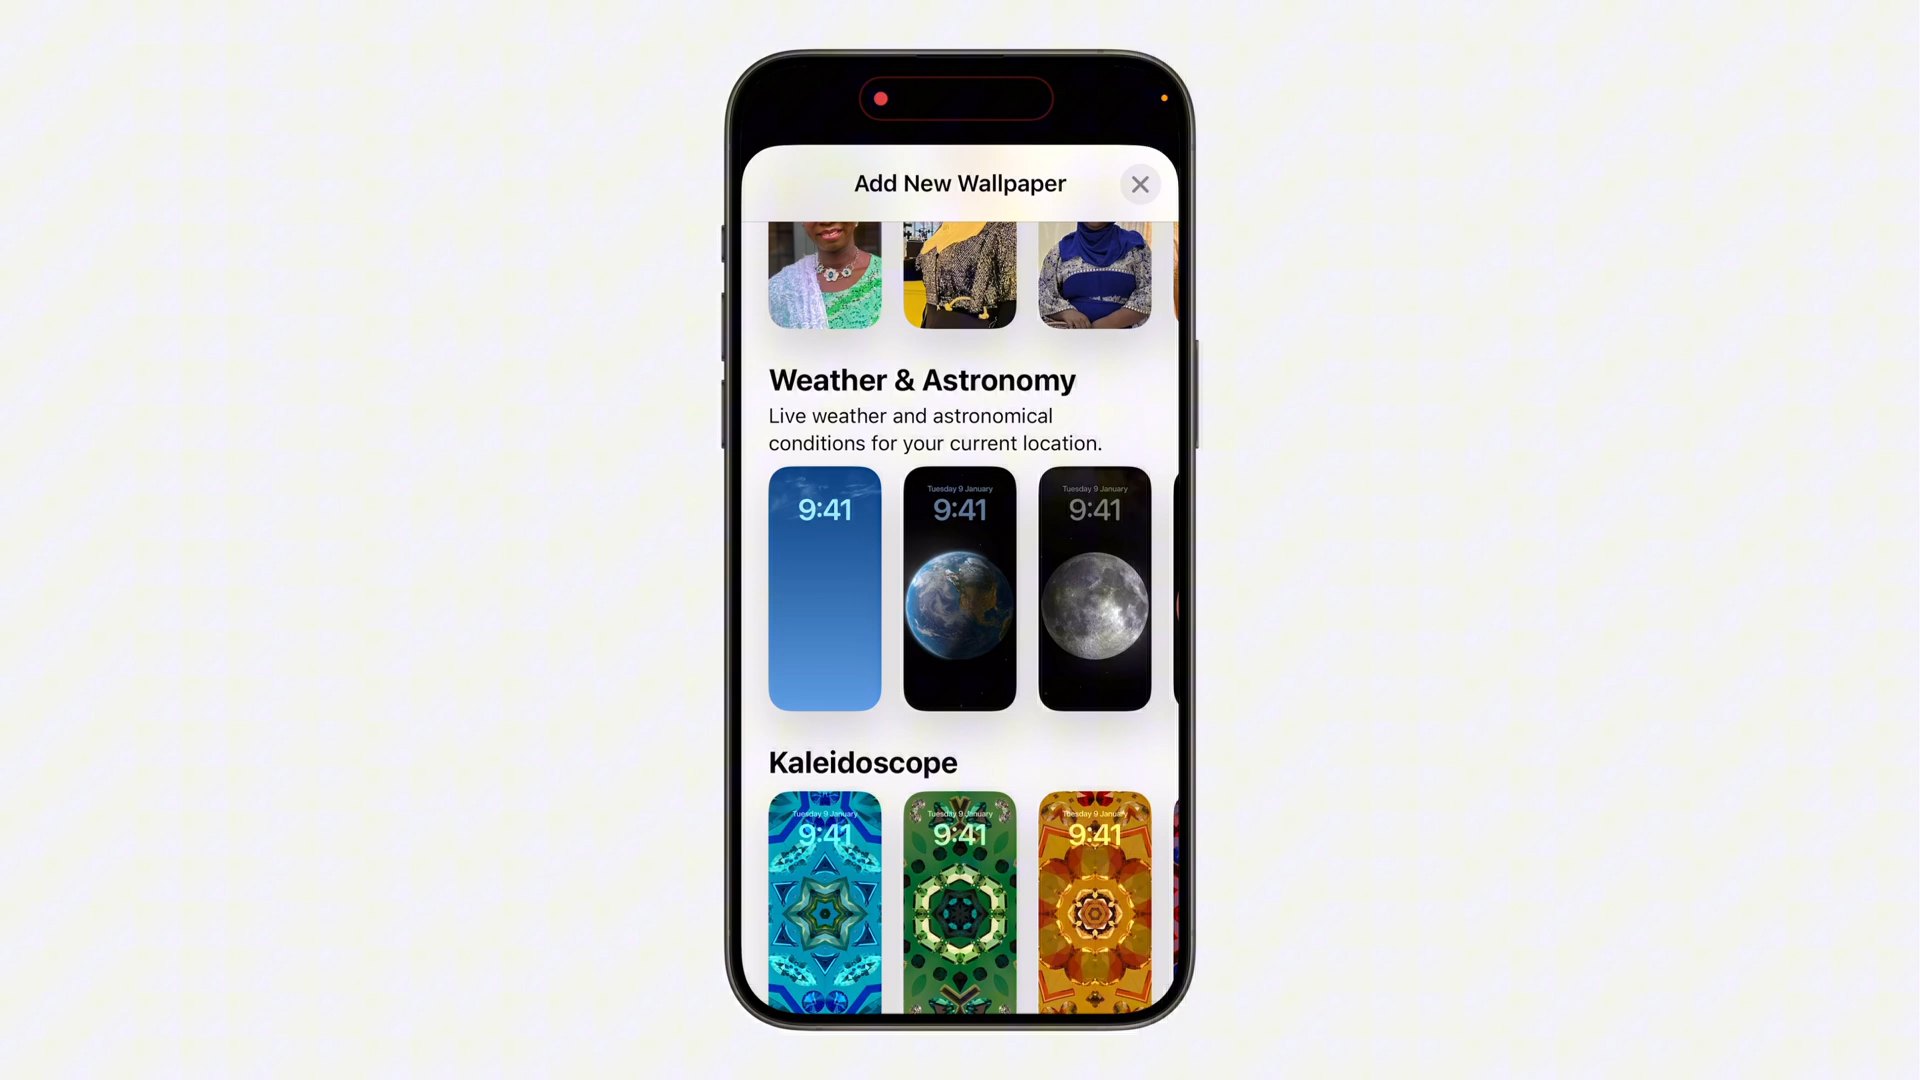 Add New Wallpaper
Weather & Astronomy
Live weather and astronomical
conditions for your current location.
9:41
Tuesday 9 January
9:41
Tuesday 9 January
9:41
Kaleidoscope
Tuesday 9 January
9:41
Tuesday 9 January
9:41
Tuesday 9 January
9:41